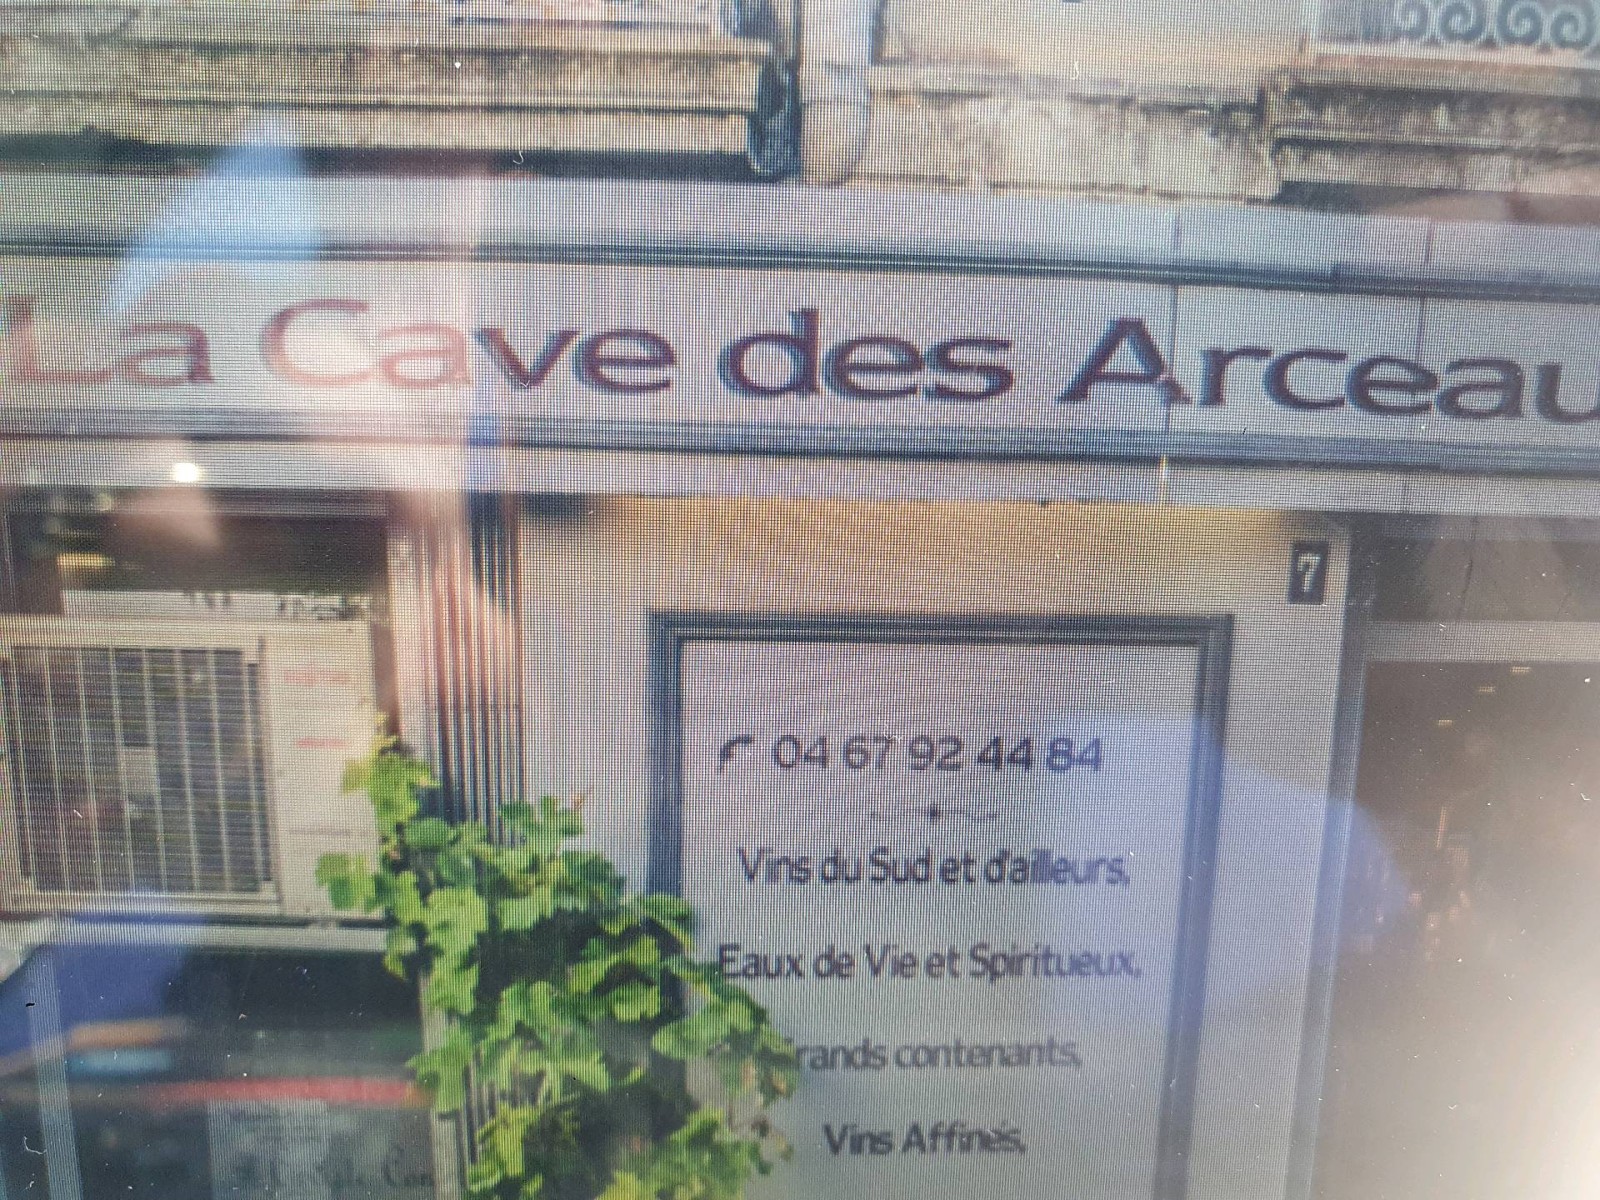 La Cave des Arceau
7
04 67 92 44 84
Vins du Sud et d'ailleurs,
Eaux de Vie et Spiritueux,
rands contenants,
Vins Affinés,